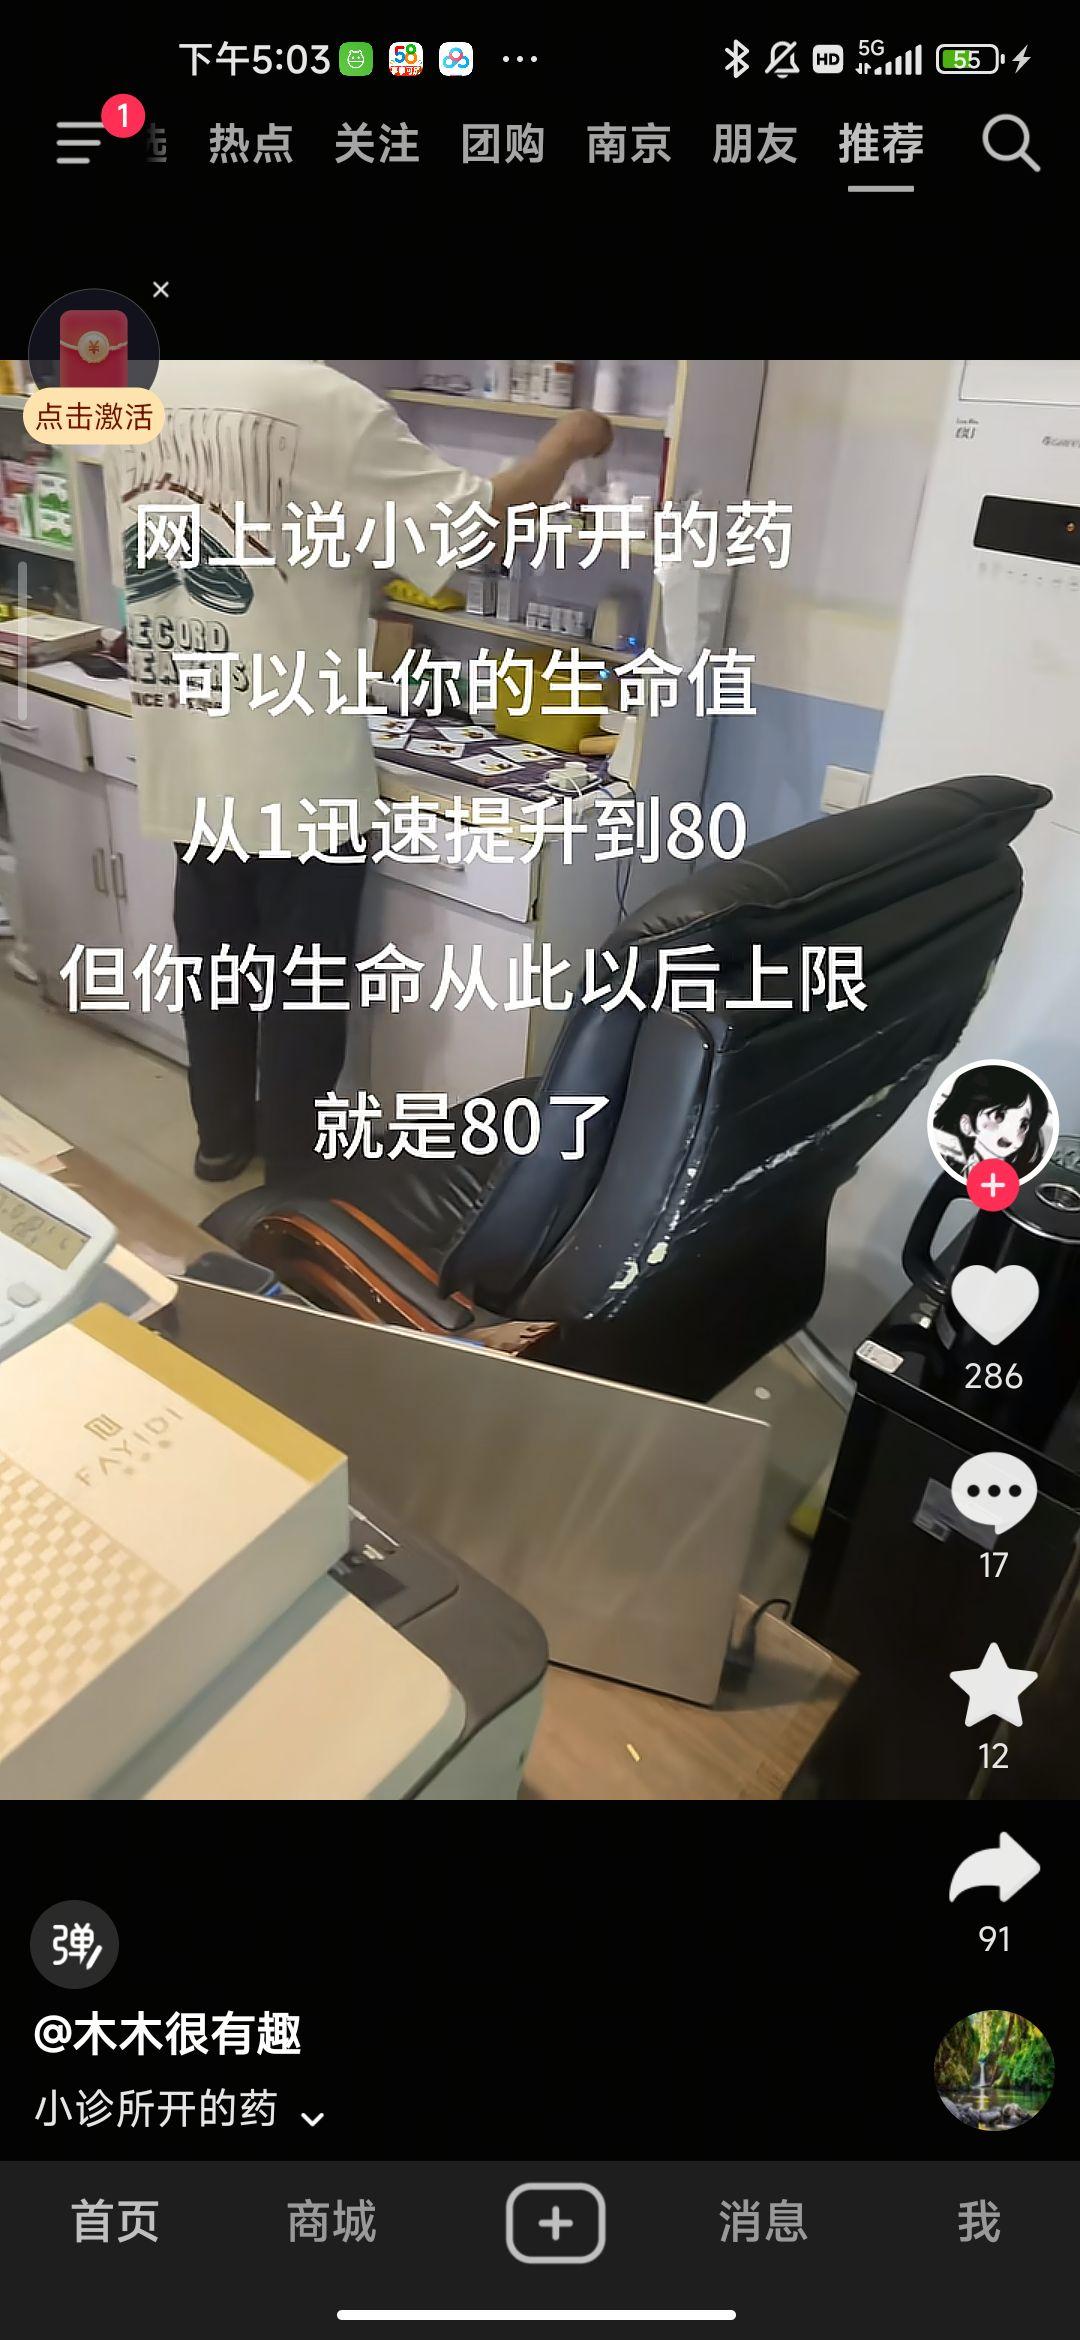 下午5:03
58
HD
5G
55
1
热点 关注 团购 南京 朋友 推荐
点击激活
网上说小诊所开的药
可以让你的生命值
从1迅速提升到80
但你的生命从此以后上限
就是80了
RECORD
FAYIDI
286
17
12
91
弹
@木木很有趣
小诊所开的药
首页 商城 消息 我